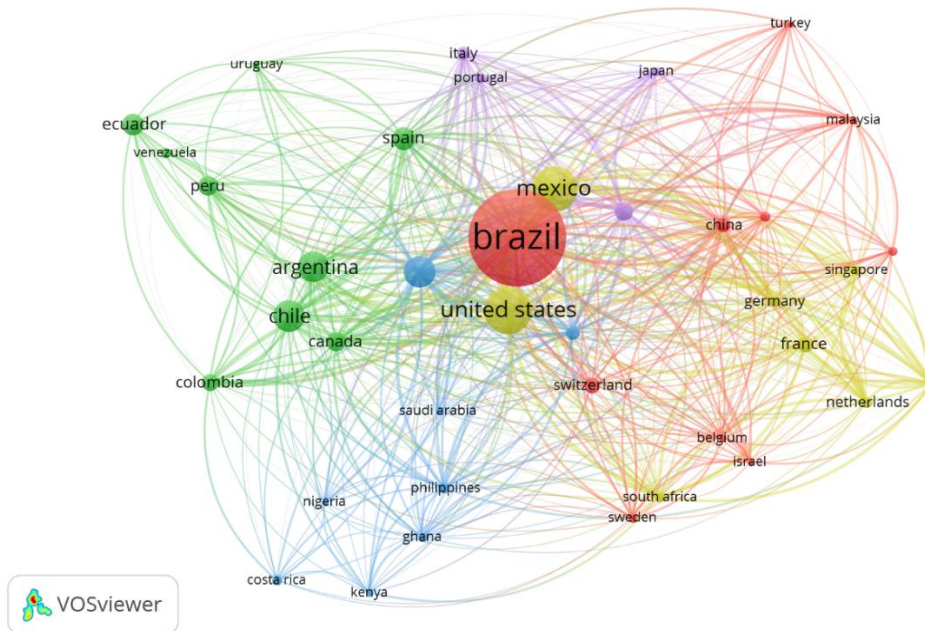 turkey
italy
uruguay
portugal
japan
ecuador
malaysia
spain
venezuela
peru
mexico
china
brazil
argentina
singapore
germany
united states
chile
canada
france
colombia
switzerland
netherlands
saudi arabia
belgium
israel
philippines
nigeria
south africa
sweden
ghana
costa rica
kenya
VOSviewer